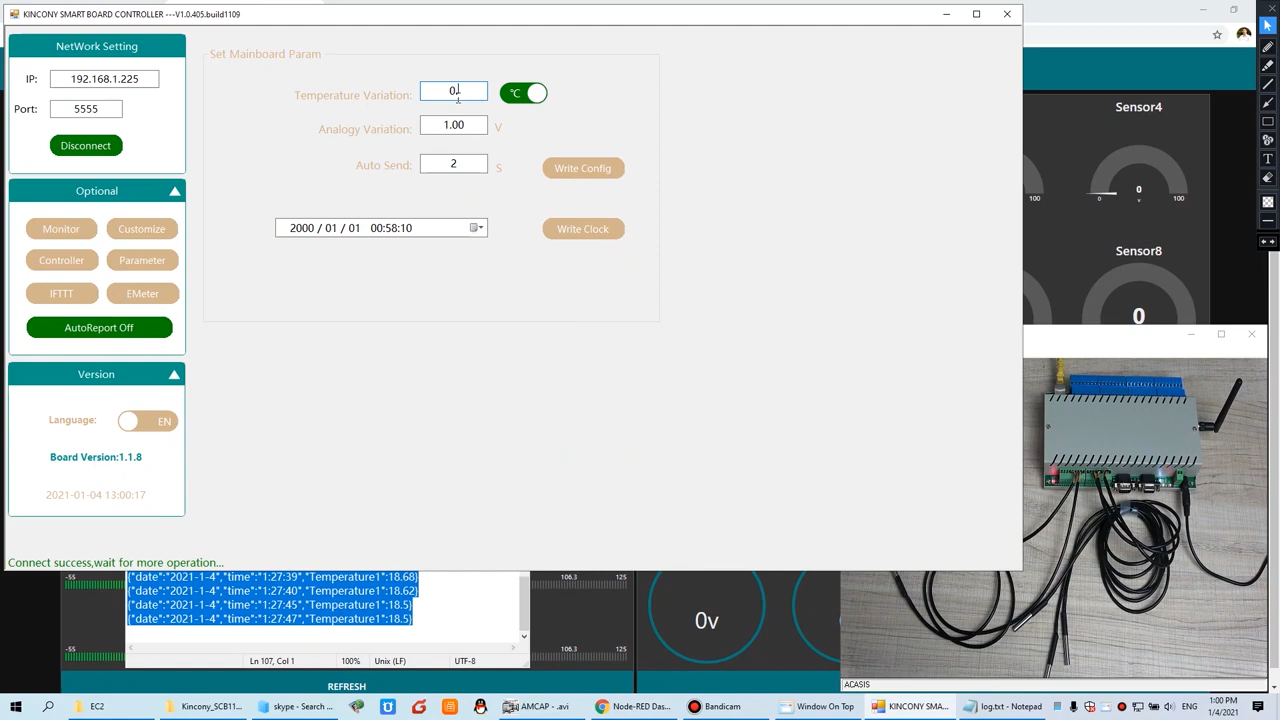 KINCONY SMART BOARD CONTROLLER ---V1.0.405.build1109
NetWork Setting
IP: 192.168.1.225
Port: 5555
Disconnect
Optional
Monitor Customize
Controller Parameter
IFTTT EMeter
AutoReport Off
Version
Language: EN
Board Version:1.1.8
2021-01-04 13:00:17
Connect success,wait for more operation...
Set Mainboard Param
Temperature Variation: 0. °C
Analogy Variation: 1.00 V
Auto Send: 2 S Write Config
2000 / 01 / 01 00:58:10 Write Clock
Sensor4
0
v
0 100
100
Sensor8
0
-55 106.3 125
{"date":"2021-1-4","time":"1:27:39","Temperature1":18.68}
{"date":"2021-1-4","time":"1:27:40","Temperature1":18.62}
{"date":"2021-1-4","time":"1:27:45","Temperature1":18.5}
{"date":"2021-1-4","time":"1:27:47","Temperature1":18.5}
0v
-55 106.3 125
Ln 107, Col 1 100% Unix (LF) UTF-8
REFRESH
ACASIS
EC2 Kincony_SCB11... skype - Search ... AMCAP - .avi Node-RED Das... Bandicam Window On Top KINCONY SMA... log.txt - Notepad ENG 1:00 PM
1/4/2021